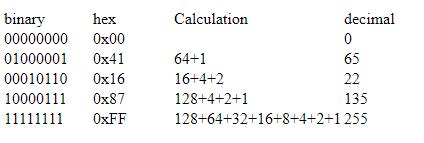 binary hex Calculation decimal
00000000 0x00 0
01000001 0x41 64+1 65
00010110 0x16 16+4+2 22
10000111 0x87 128+4+2+1 135
11111111 0xFF 128+64+32+16+8+4+2+1 255